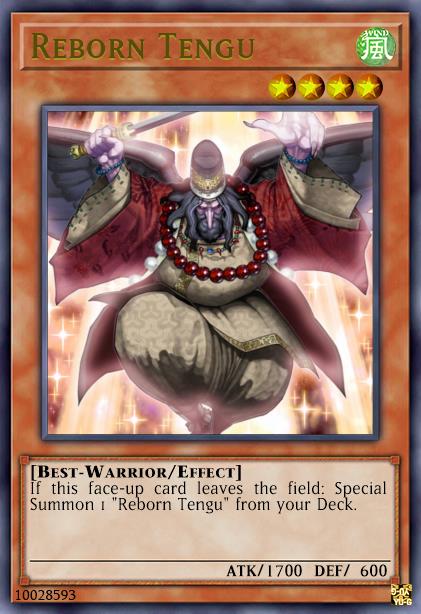 Reborn Tengu
WIND
風
[Best-Warrior/Effect]
If this face-up card leaves the field: Special
Summon 1 "Reborn Tengu" from your Deck.
ATK/1700 DEF/ 600
10028593